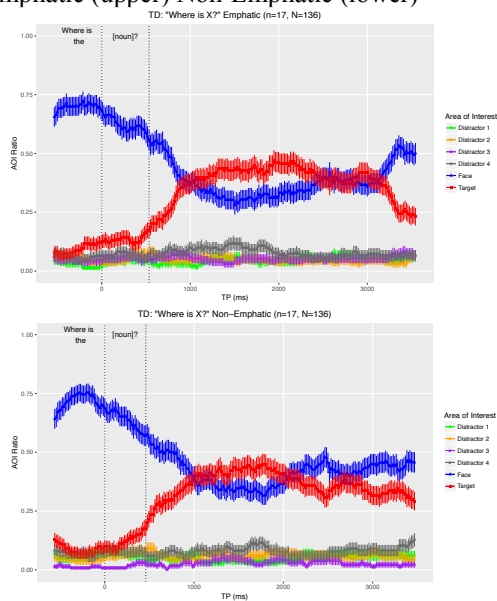 Emphatic (upper) Non-Emphatic (lower)
TD: "Where is X?" Emphatic (n=17, N=136)
Where is
the
[noun]?
1.00
0.75
0.50
0.25
0.00
AOI Ratio
0
1000
2000
3000
TP (ms)
Area of Interest
Distractor 1
Distractor 2
Distractor 3
Distractor 4
Face
Target
TD: "Where is X?" Non-Emphatic (n=17, N=136)
Where is
the
[noun]?
1.00
0.75
0.50
0.25
0.00
AOI Ratio
0
1000
2000
3000
TP (ms)
Area of Interest
Distractor 1
Distractor 2
Distractor 3
Distractor 4
Face
Target